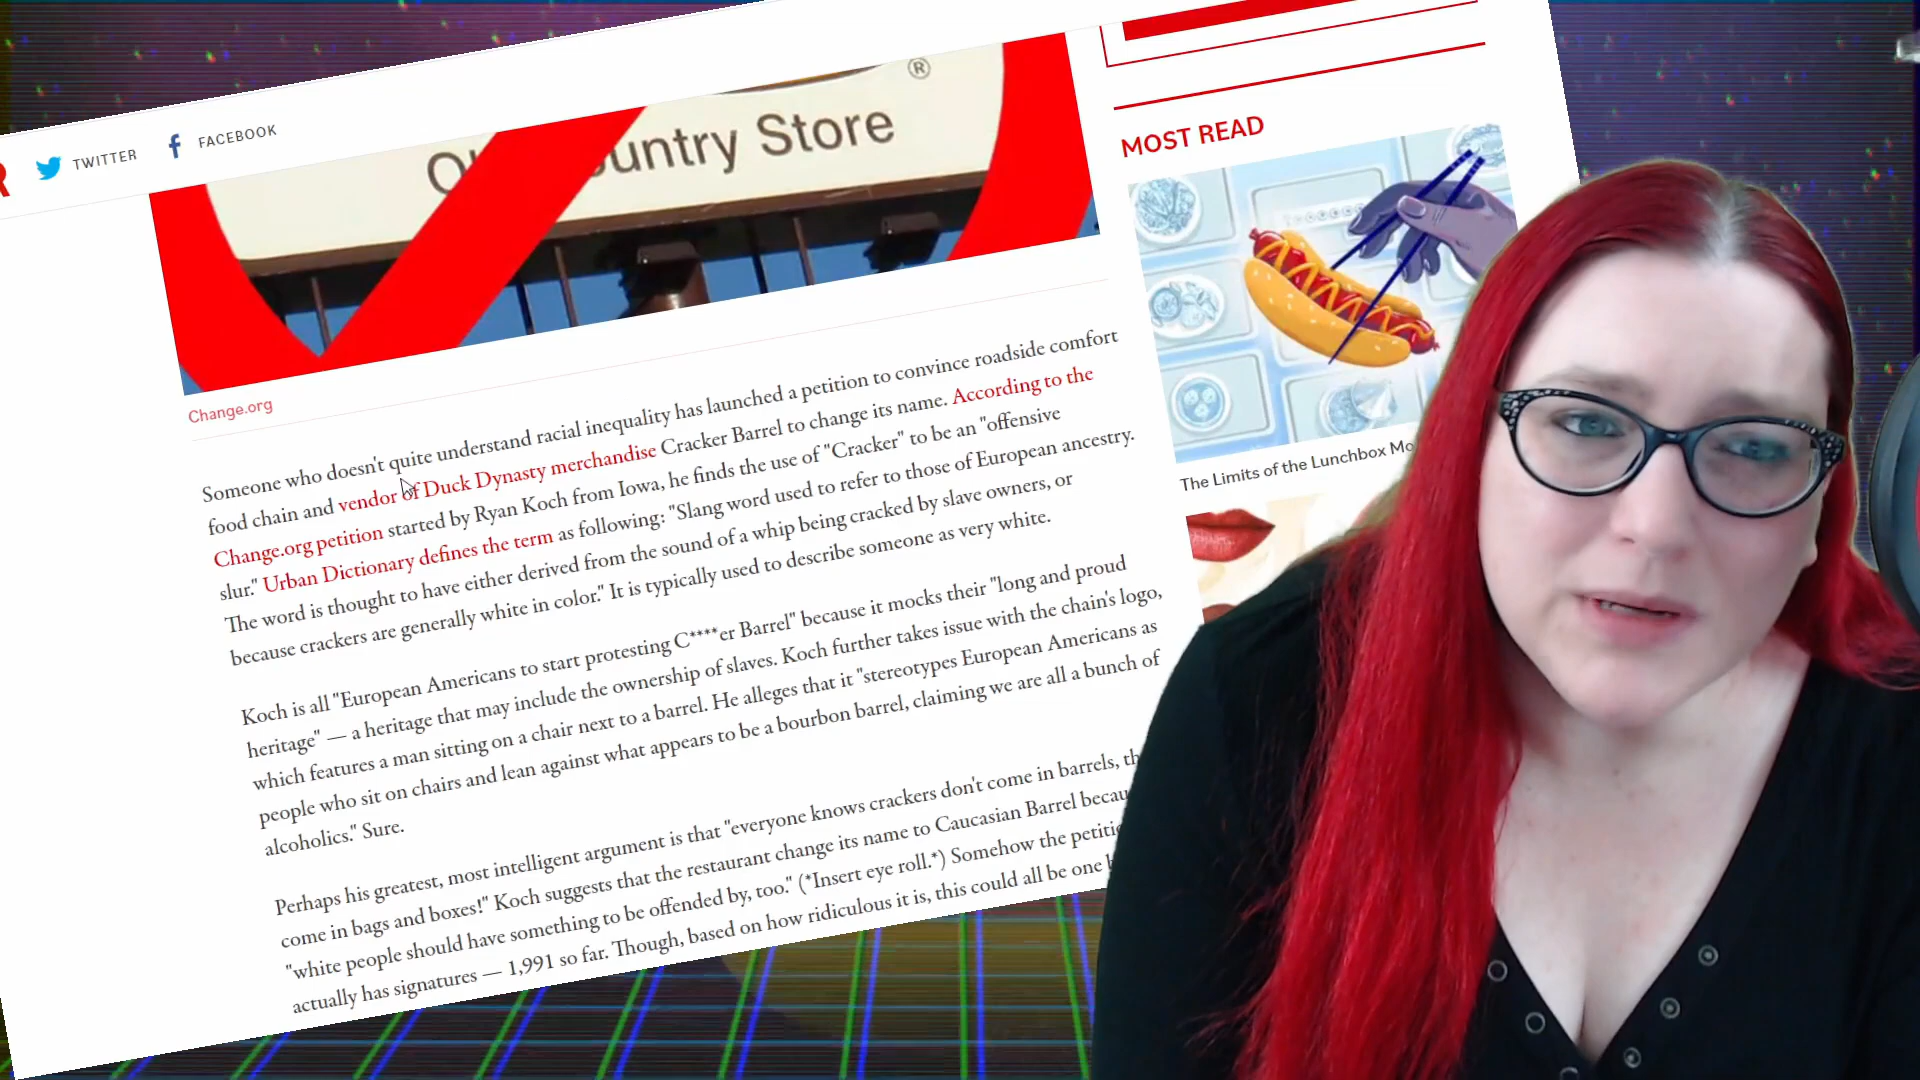 ®
Country Store
TWITTER
FACEBOOK
MOST READ
Change.org
Someone who doesn't quite understand racial inequality has launched a petition to convince roadside comfort
food chain and vendor of Duck Dynasty merchandise Cracker Barrel to change its name. According to the
Change.org petition started by Ryan Koch from Iowa, he finds the use of "Cracker" to be an "offensive
slur." Urban Dictionary defines the term as following: "Slang word used to refer to those of European ancestry.
The word is thought to have either derived from the sound of a whip being cracked by slave owners, or
because crackers are generally white in color." It is typically used to describe someone as very white.
Koch is all "European Americans to start protesting C****er Barrel" because it mocks their "long and proud
heritage" — a heritage that may include the ownership of slaves. Koch further takes issue with the chain's logo,
which features a man sitting on a chair next to a barrel. He alleges that it "stereotypes European Americans as
people who sit on chairs and lean against what appears to be a bourbon barrel, claiming we are all a bunch of
alcoholics." Sure.
Perhaps his greatest, most intelligent argument is that "everyone knows crackers don't come in barrels,
come in bags and boxes!" Koch suggests that the restaurant change its name to Caucasian Barrel
"white people should have something to be offended by, too." (*Insert eye roll.*) Somehow the
actually has signatures — 1,991 so far. Though, based on how ridiculous it is, this could all be one
The Limits of the Lunchbox